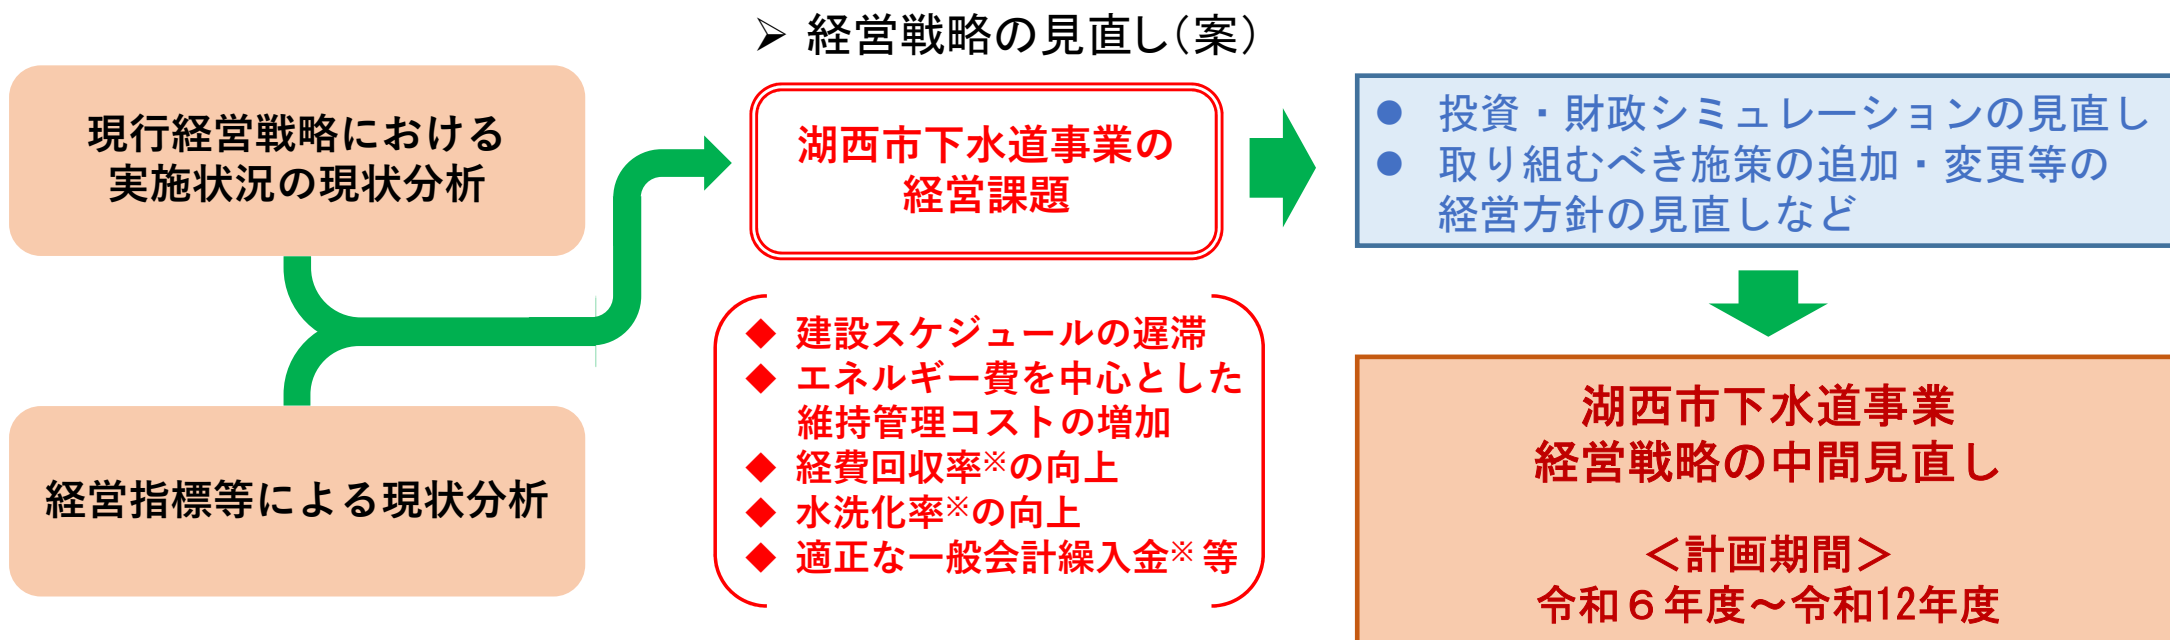 ➢ 経営戦略の見直し(案)
現行経営戦略における
実施状況の現状分析
経営指標等による現状分析
湖西市下水道事業の
経営課題
◆ 建設スケジュールの遅滞
◆ エネルギー費を中心とした
維持管理コストの増加
◆ 経費回収率※の向上
◆ 水洗化率※の向上
◆ 適正な一般会計繰入金※ 等
● 投資・財政シミュレーションの見直し
● 取り組むべき施策の追加・変更等の
経営方針の見直しなど
湖西市下水道事業
経営戦略の中間見直し
＜計画期間＞
令和６年度～令和12年度